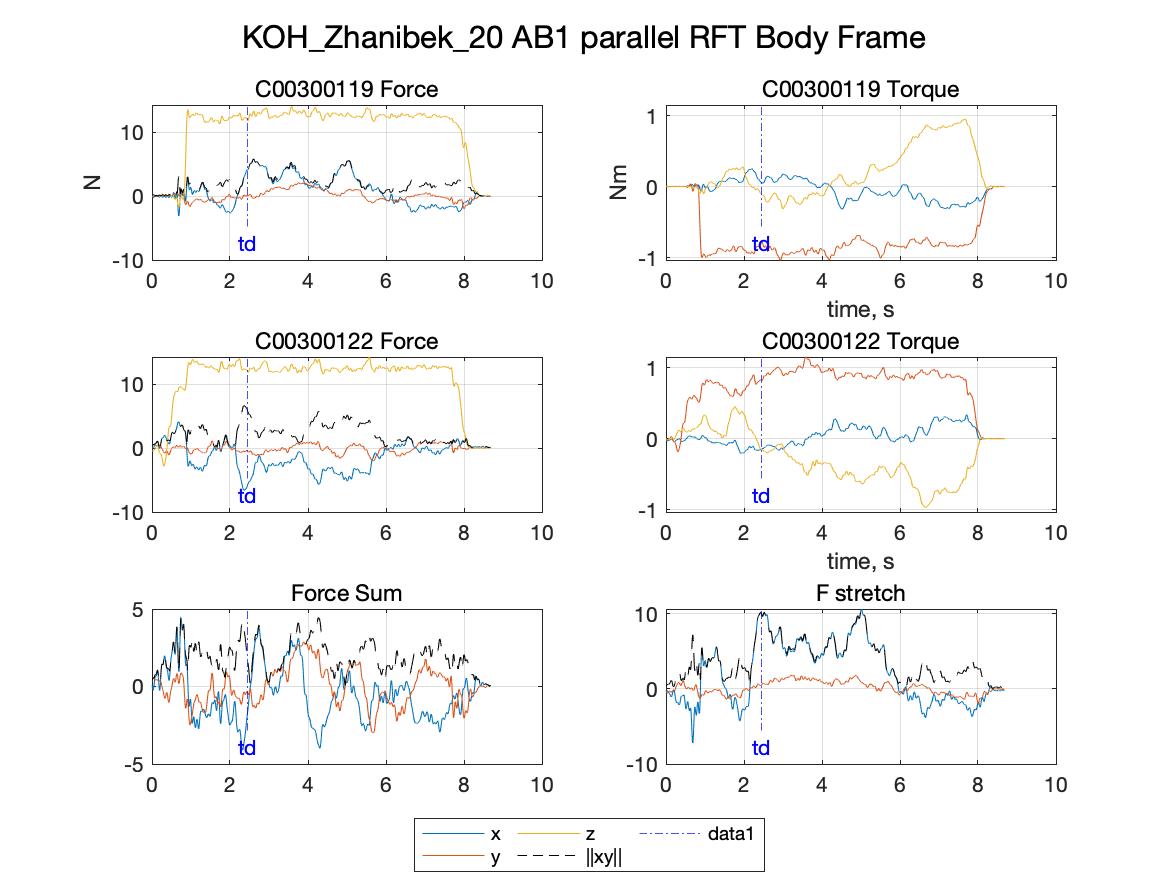 KOH_Zhanibek_20 AB1 parallel RFT Body Frame
C00300119 Force
N
10
0
-10
td
0 2 4 6 8 10
C00300119 Torque
Nm
1
0
-1
td
0 2 4 6 8 10
time, s
C00300122 Force
10
0
-10
td
0 2 4 6 8 10
C00300122 Torque
1
0
-1
td
0 2 4 6 8 10
time, s
Force Sum
5
0
-5
td
0 2 4 6 8 10
F stretch
10
0
-10
td
0 2 4 6 8 10
x z data1
y ||xy||